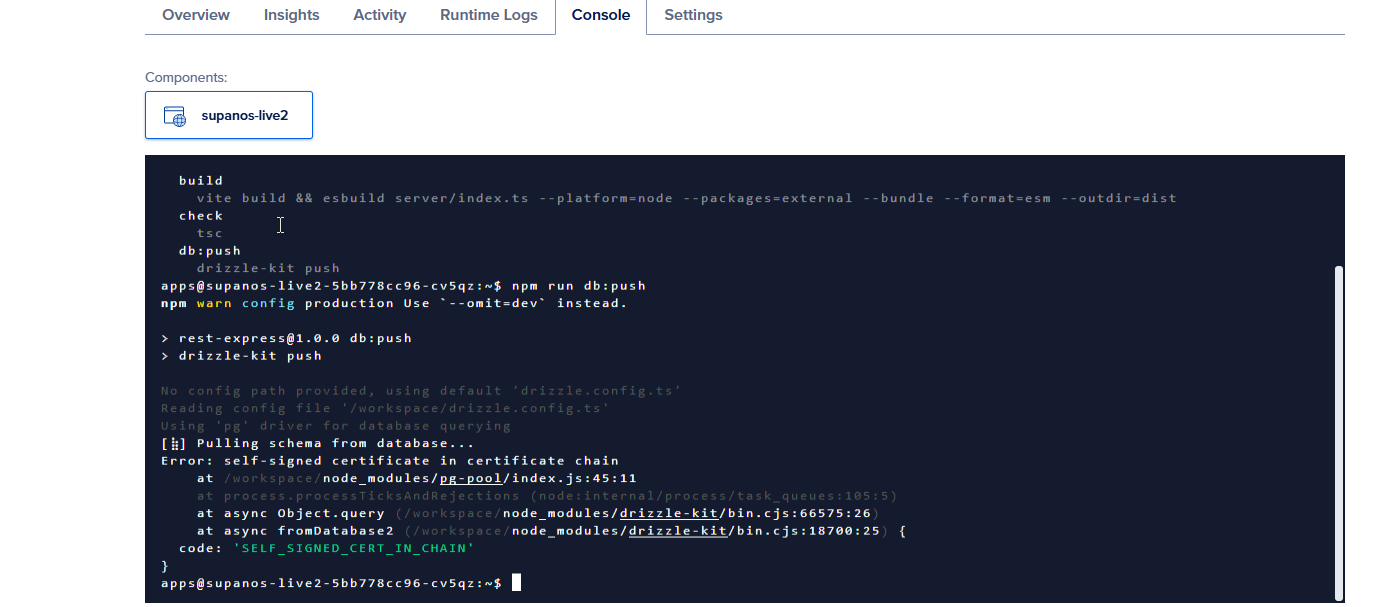 Overview Insights Activity Runtime Logs Console Settings
Components:
supanos-live2
build
vite build && esbuild server/index.ts --platform=node --packages=external --bundle --format=esm --outdir=dist
check
tsc
db:push
drizzle-kit push
apps@supanos-live2-5bb778cc96-cv5qz:~$ npm run db:push
npm warn config production Use `--omit=dev` instead.
> rest-express@1.0.0 db:push
> drizzle-kit push
No config path provided, using default 'drizzle.config.ts'
Reading config file '/workspace/drizzle.config.ts'
Using 'pg' driver for database querying
[⣷] Pulling schema from database...
Error: self-signed certificate in certificate chain
at /workspace/node_modules/pg-pool/index.js:45:11
at process.processTicksAndRejections (node:internal/process/task_queues:105:5)
at async Object.query (/workspace/node_modules/drizzle-kit/bin.cjs:66575:26)
at async fromDatabase2 (/workspace/node_modules/drizzle-kit/bin.cjs:18700:25) {
code: 'SELF_SIGNED_CERT_IN_CHAIN'
}
apps@supanos-live2-5bb778cc96-cv5qz:~$